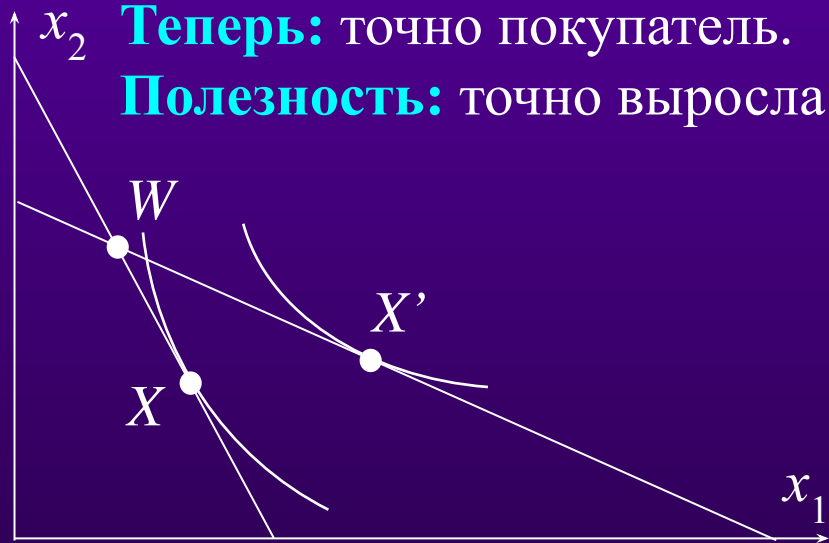 x₂ Теперь: точно покупатель.
Полезность: точно выросла
W
X’
X
x₁